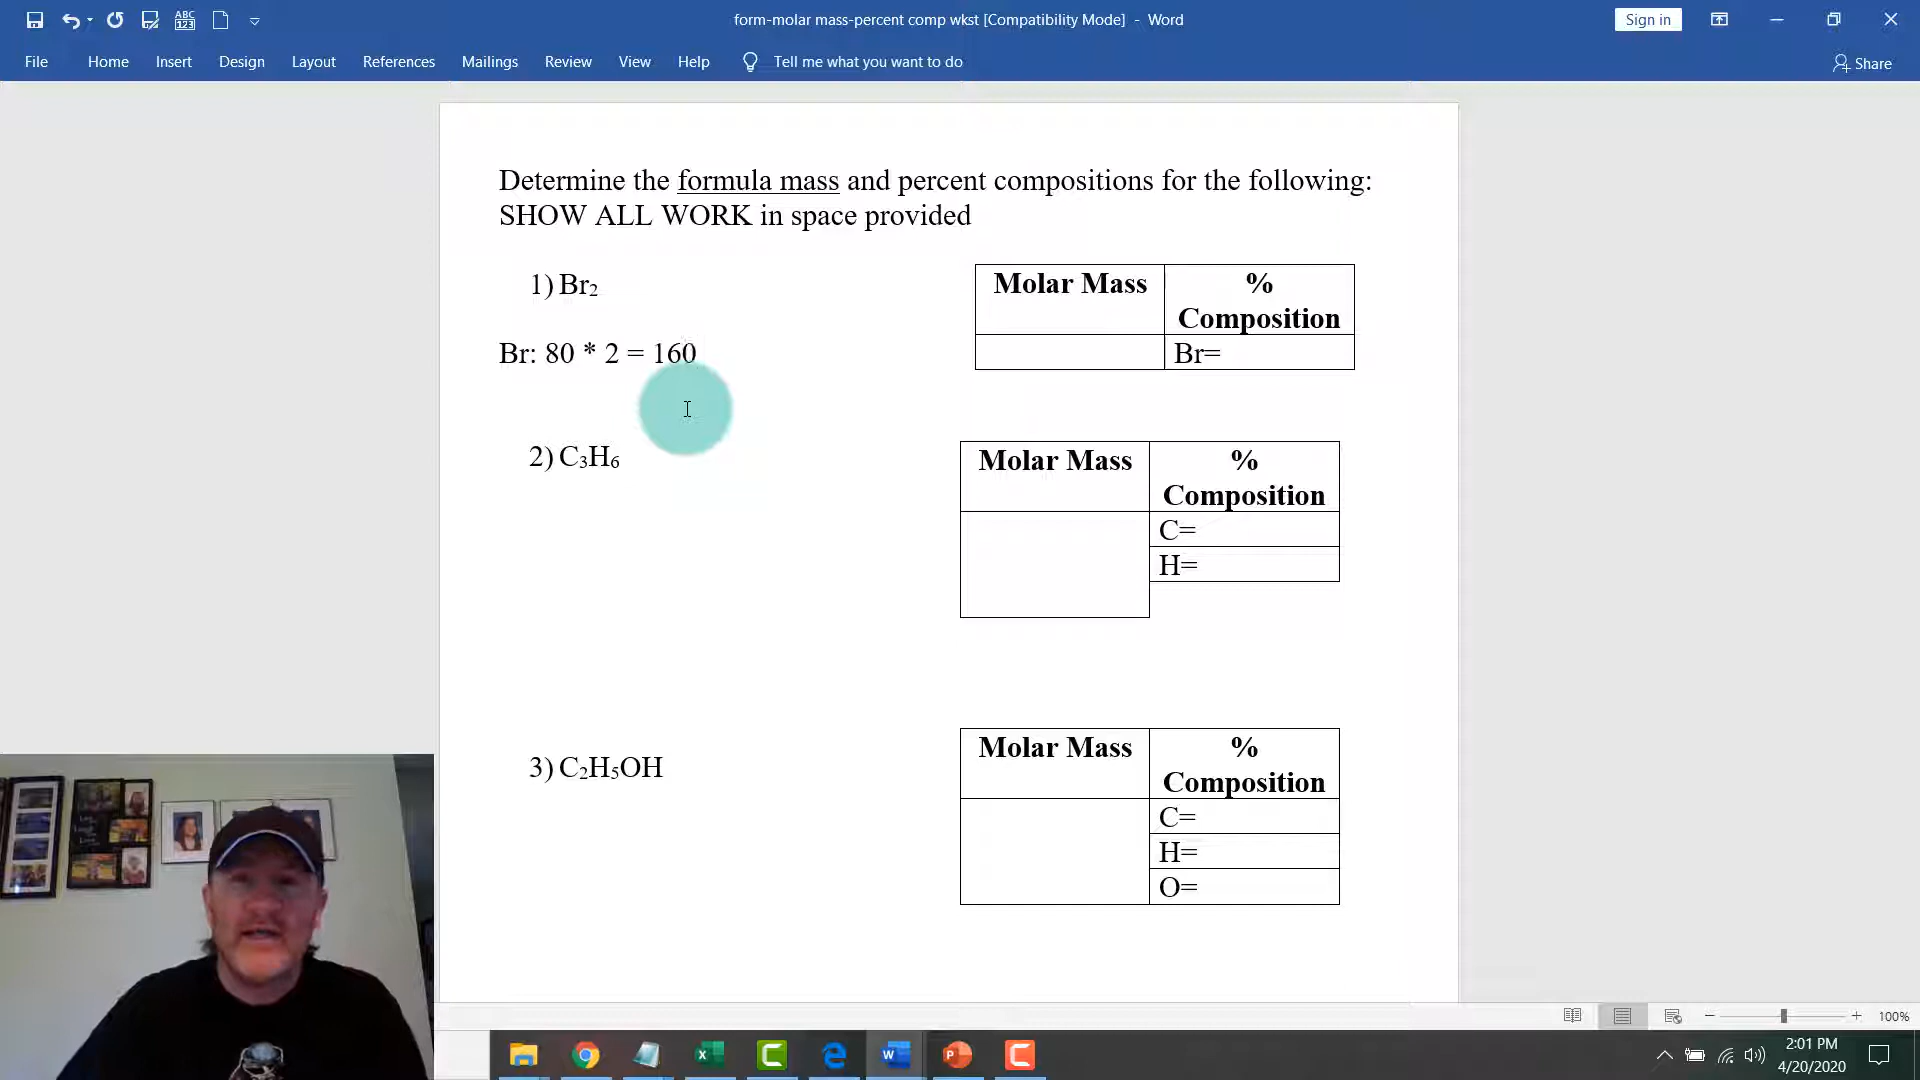 form-molar mass-percent comp wkst [Compatibility Mode] - Word
Sign in
File Home Insert Design Layout References Mailings Review View Help Tell me what you want to do
Share
Determine the formula mass and percent compositions for the following:
SHOW ALL WORK in space provided
1) Br₂
Molar Mass
%
Composition
Br: 80 * 2 = 160
Br=
2) C₃H₆
Molar Mass
%
Composition
C=
H=
3) C₂H₅OH
Molar Mass
%
Composition
C=
H=
O=
100%
2:01 PM
4/20/2020